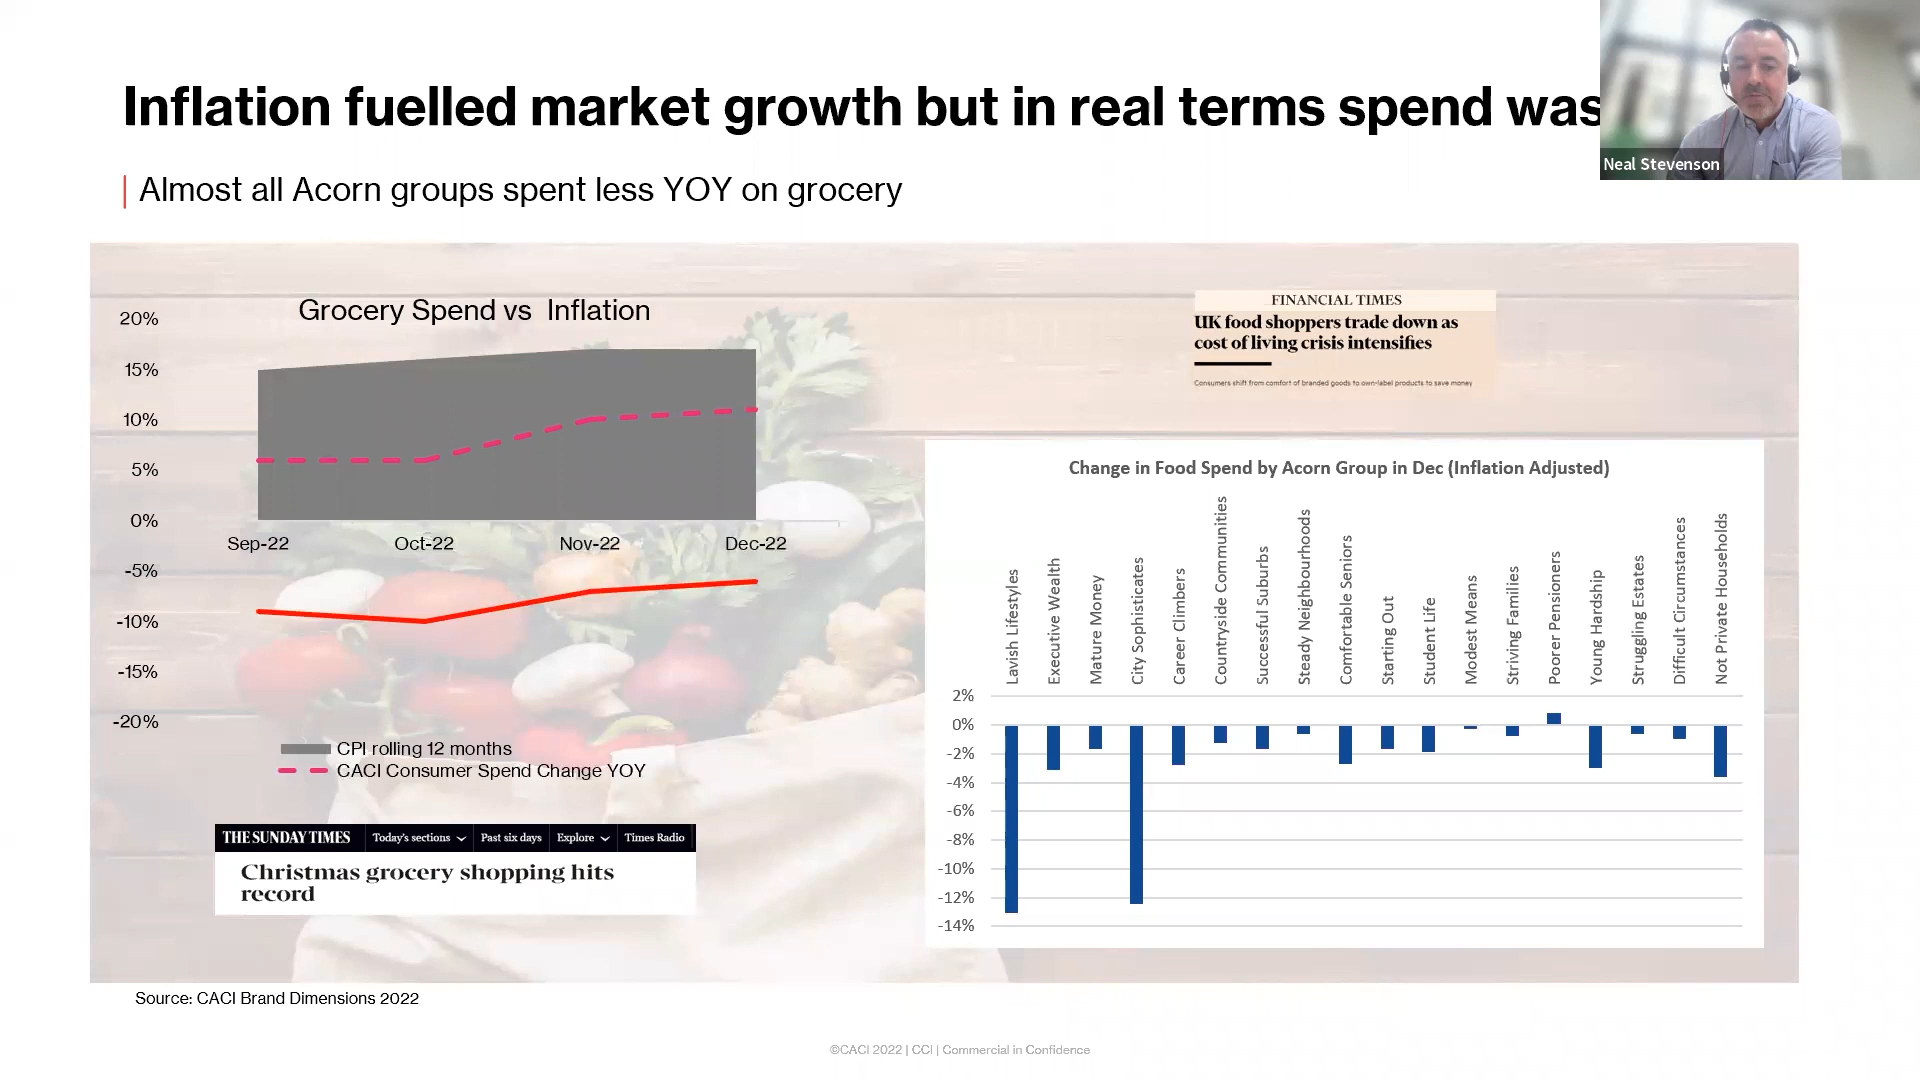 Inflation fuelled market growth but in real terms spend was
Neal Stevenson
Almost all Acorn groups spent less YOY on grocery
Grocery Spend vs  Inflation
20%
15%
10%
5%
0%
-5%
-10%
-15%
-20%
Sep-22
Oct-22
Nov-22
Dec-22
CPI rolling 12 months
CACI Consumer Spend Change YOY
THE SUNDAY TIMES
Today's sections
Past six days
Explore
Times Radio
Christmas grocery shopping hits
record
FINANCIAL TIMES
UK food shoppers trade down as
cost of living crisis intensifies
Consumers shift from comfort of branded goods to own-label products to save money
Change in Food Spend by Acorn Group in Dec (Inflation Adjusted)
Lavish Lifestyles
Executive Wealth
Mature Money
City Sophisticates
Career Climbers
Countryside Communities
Successful Suburbs
Steady Neighbourhoods
Comfortable Seniors
Starting Out
Student Life
Modest Means
Striving Families
Poorer Pensioners
Young Hardship
Struggling Estates
Difficult Circumstances
Not Private Households
2%
0%
-2%
-4%
-6%
-8%
-10%
-12%
-14%
Source: CACI Brand Dimensions 2022
©CACI 2022 | CCI | Commercial in Confidence